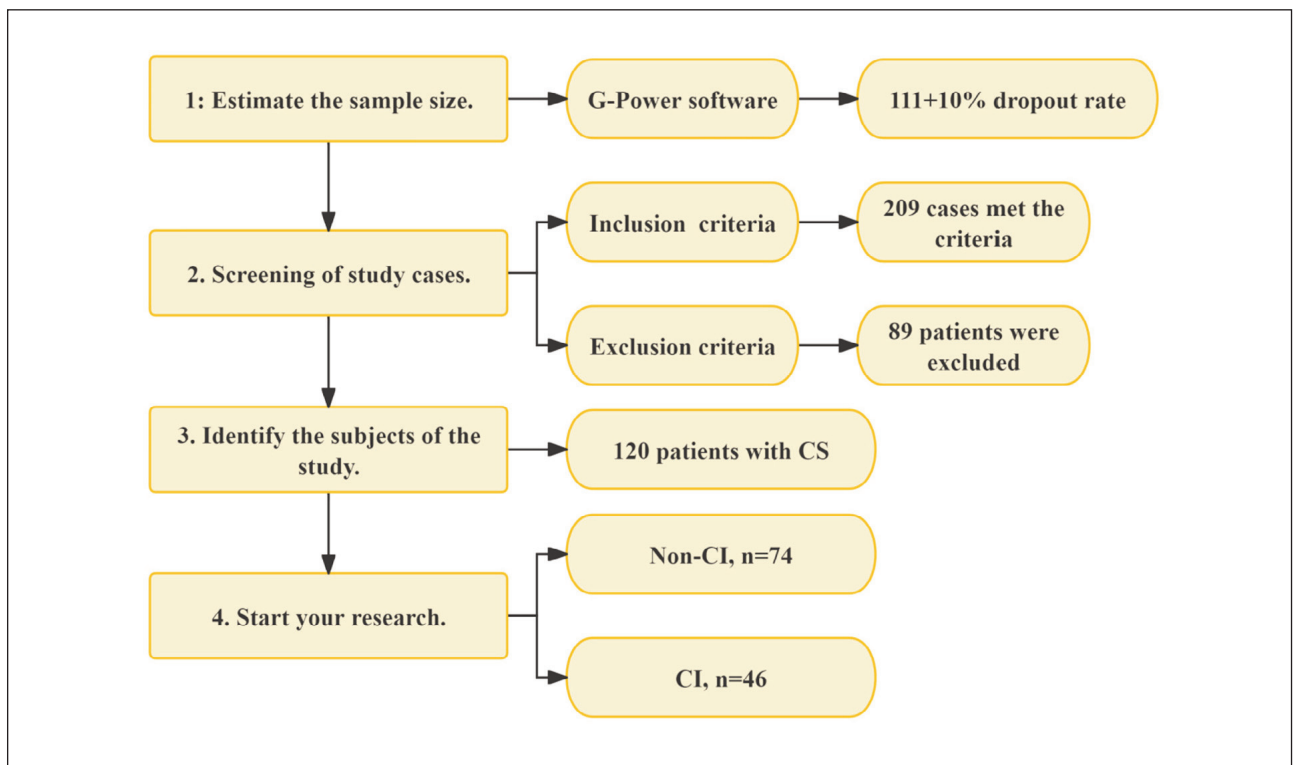 1: Estimate the sample size.
G-Power software
111+10% dropout rate
2. Screening of study cases.
Inclusion criteria
209 cases met the
criteria
Exclusion criteria
89 patients were
excluded
3. Identify the subjects of the
study.
120 patients with CS
4. Start your research.
Non-CI, n=74
CI, n=46